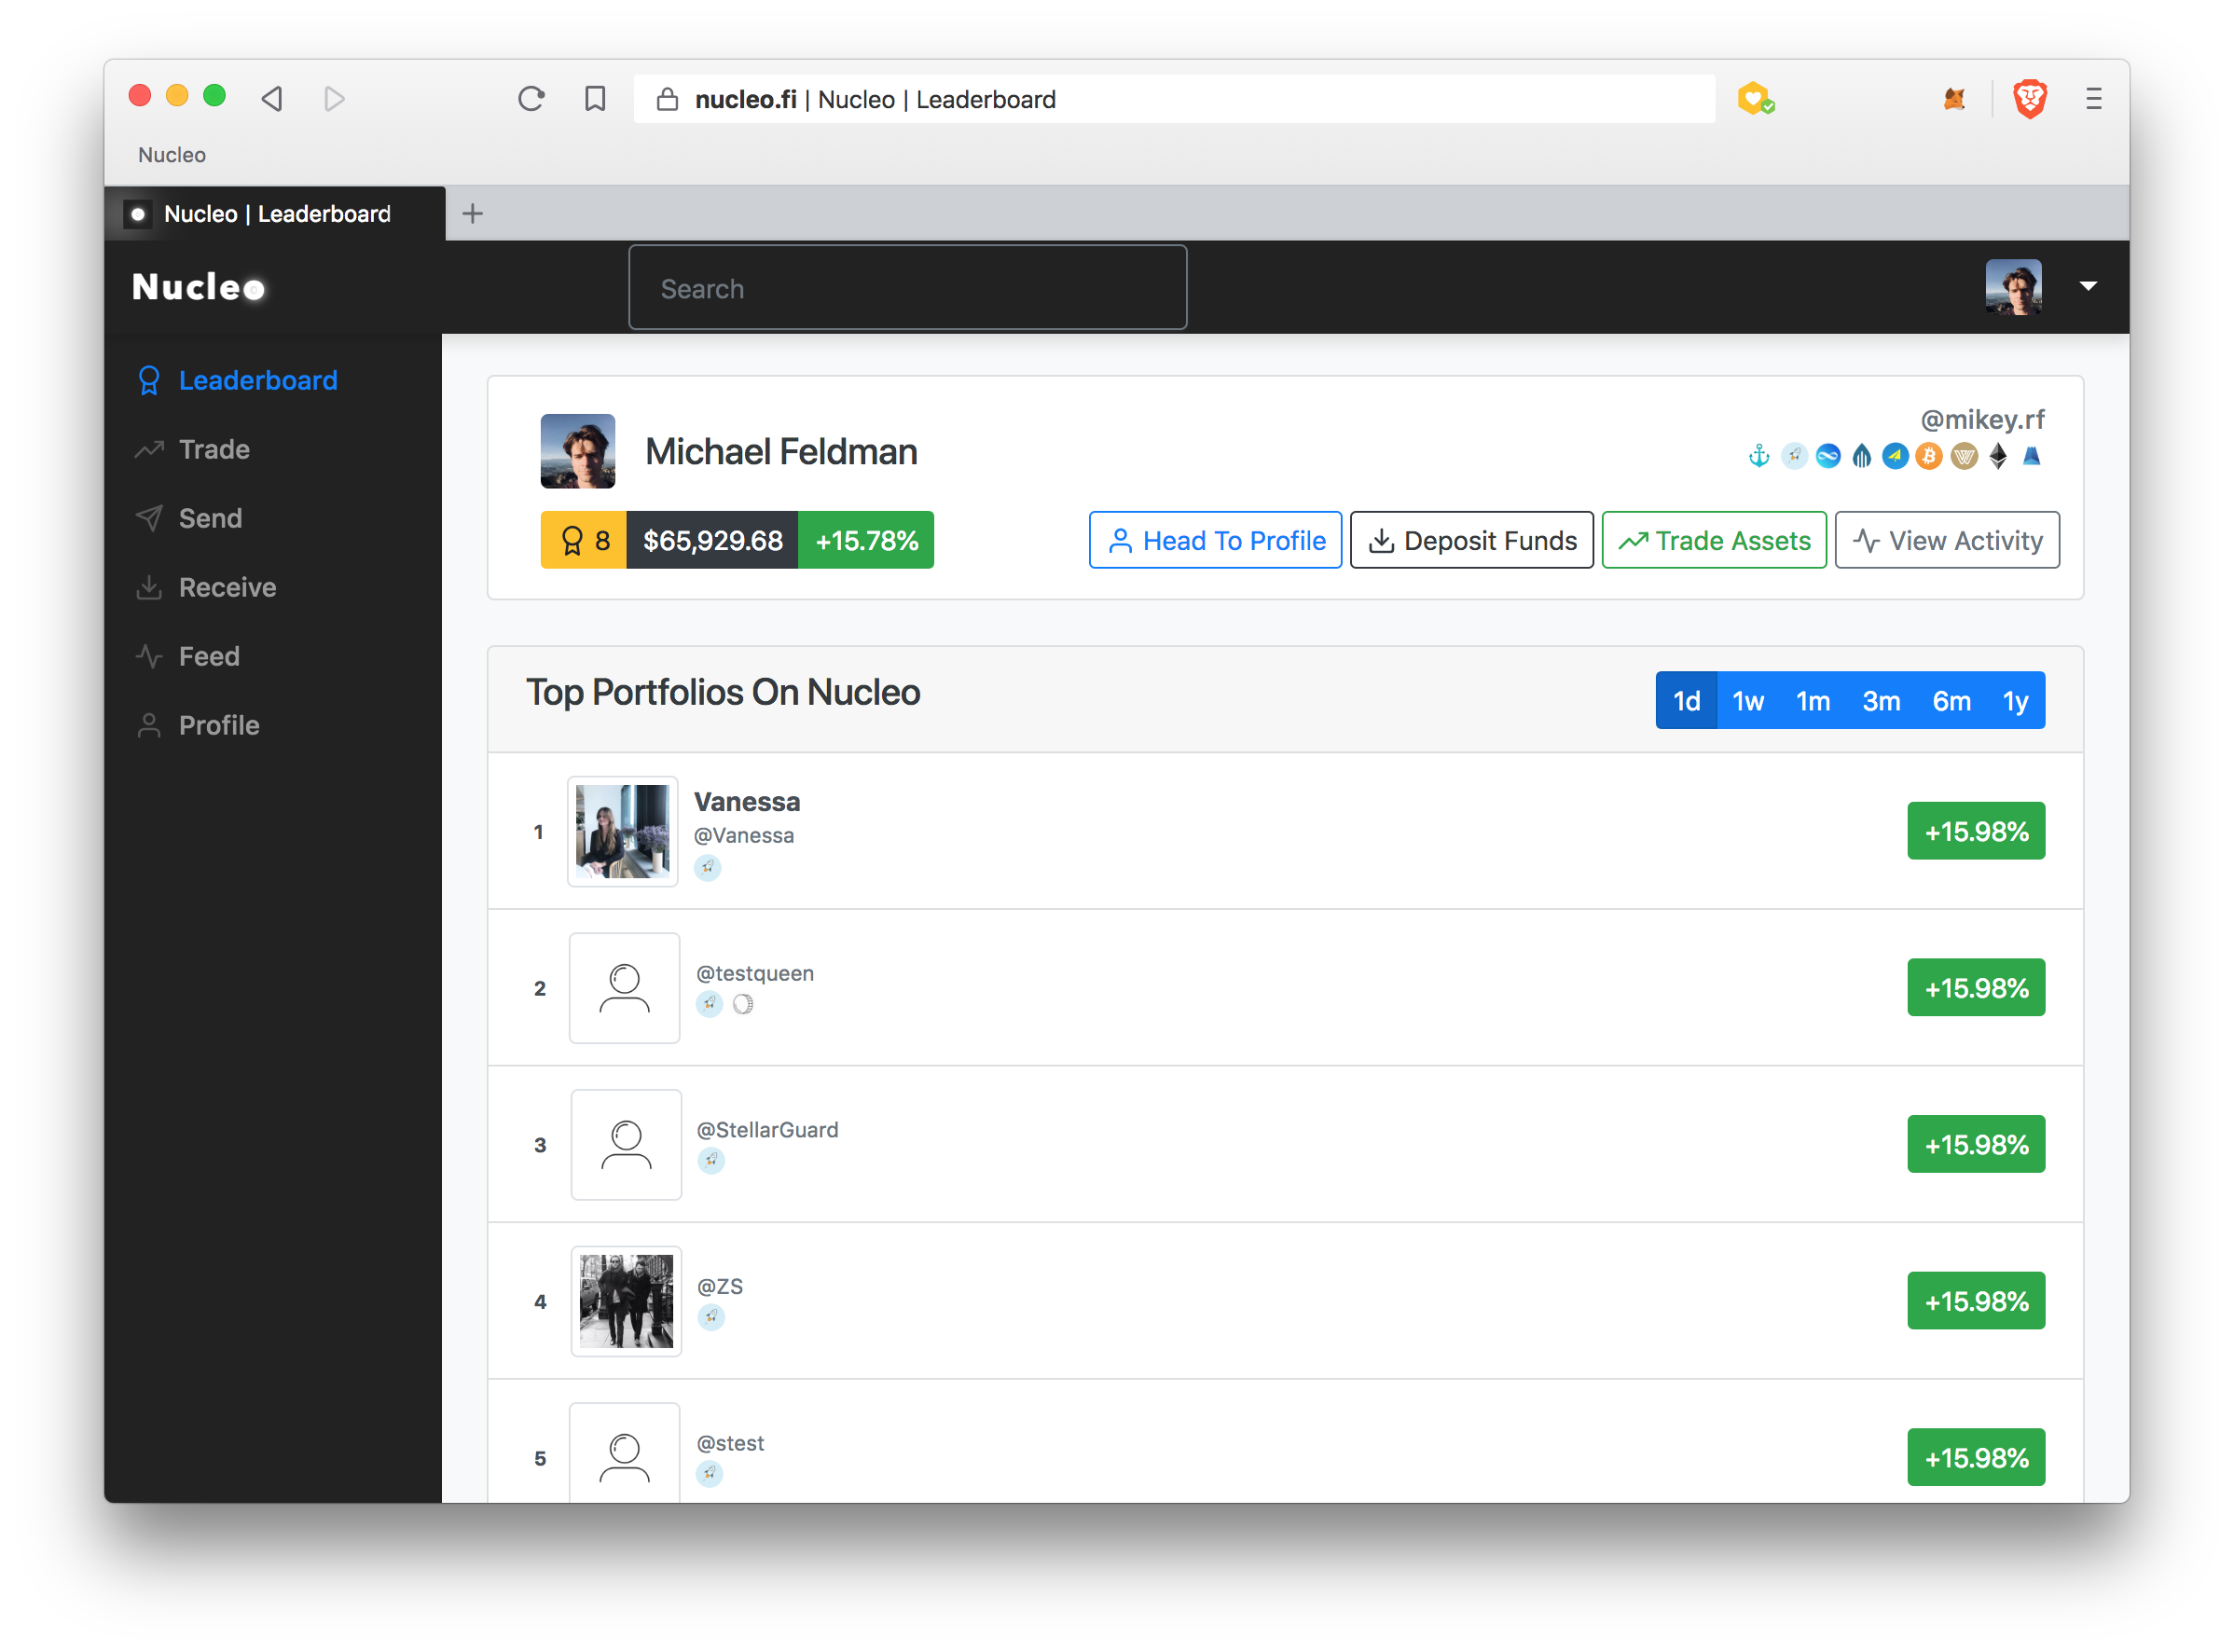 nucleo.fi | Nucleo | Leaderboard
Nucleo
Nucleo | Leaderboard
Nucleo
Search
Leaderboard
Trade
Send
Receive
Feed
Profile
Michael Feldman
@mikey.rf
8 $65,929.68 +15.78%
Head To Profile Deposit Funds Trade Assets View Activity
Top Portfolios On Nucleo
1d 1w 1m 3m 6m 1y
1 Vanessa
@Vanessa
+15.98%
2 @testqueen
+15.98%
3 @StellarGuard
+15.98%
4 @ZS
+15.98%
5 @stest
+15.98%